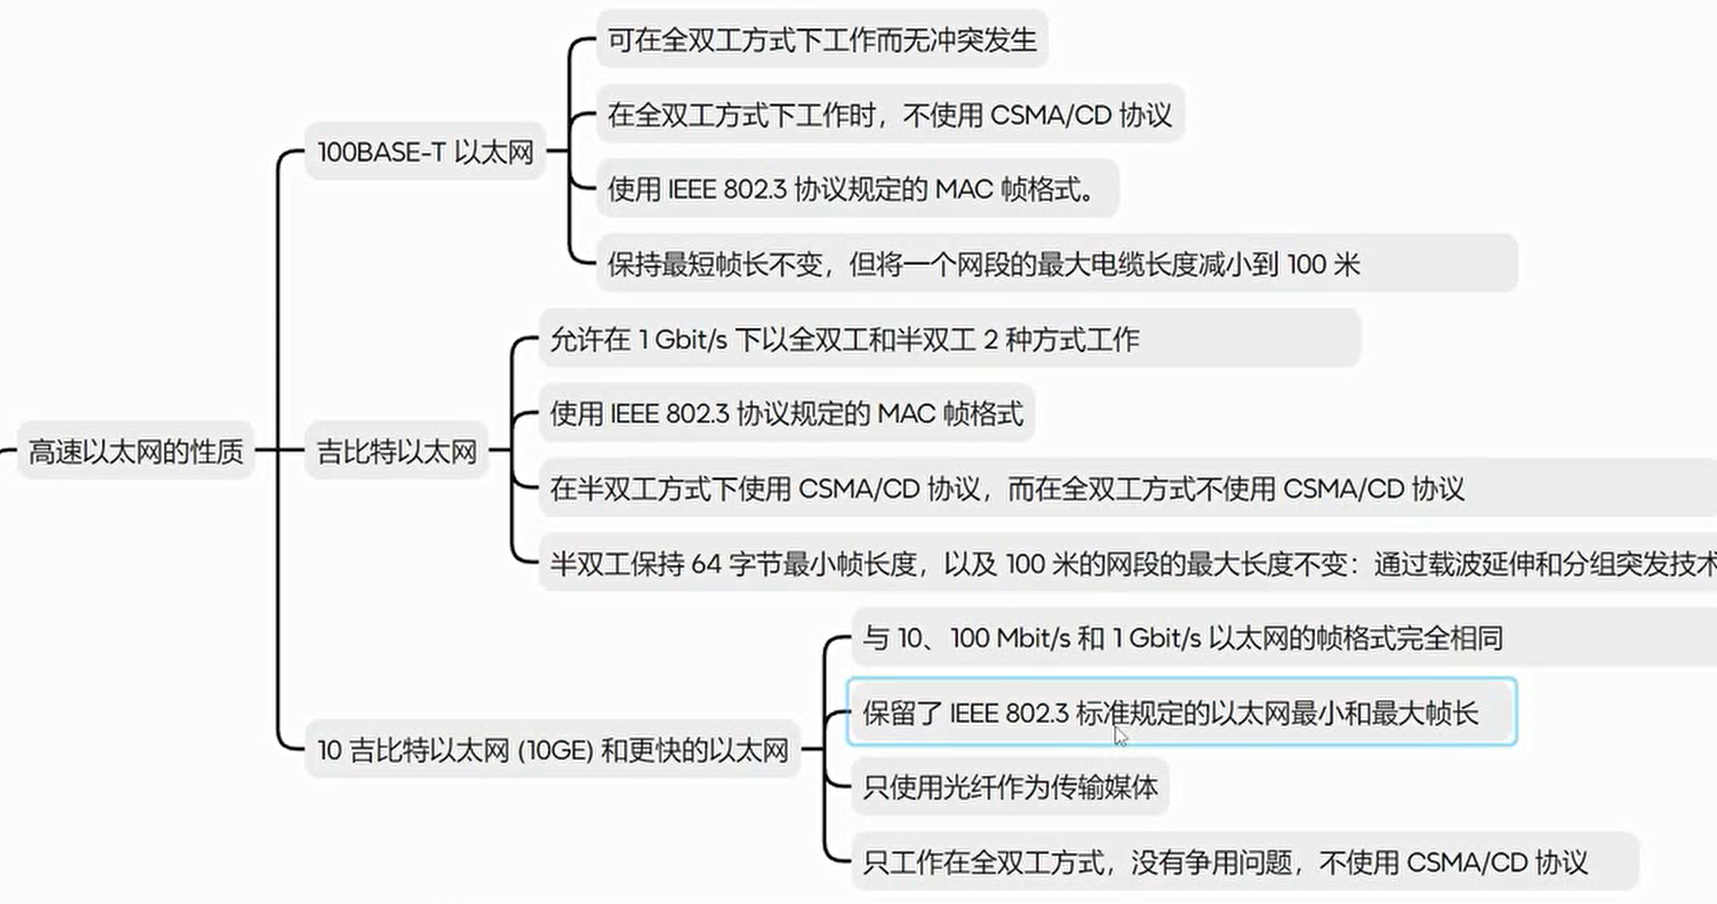 高速以太网的性质
100BASE-T 以太网
可在全双工方式下工作而无冲突发生
在全双工方式下工作时，不使用 CSMA/CD 协议
使用 IEEE 802.3 协议规定的 MAC 帧格式。
保持最短帧长不变，但将一个网段的最大电缆长度减小到 100 米
吉比特以太网
允许在 1 Gbit/s 下以全双工和半双工 2 种方式工作
使用 IEEE 802.3 协议规定的 MAC 帧格式
在半双工方式下使用 CSMA/CD 协议，而在全双工方式不使用 CSMA/CD 协议
半双工保持 64 字节最小帧长度，以及 100 米的网段的最大长度不变：通过载波延伸和分组突发技术
10 吉比特以太网 (10GE) 和更快的以太网
与 10、100 Mbit/s 和 1 Gbit/s 以太网的帧格式完全相同
保留了 IEEE 802.3 标准规定的以太网最小和最大帧长
只使用光纤作为传输媒体
只工作在全双工方式，没有争用问题，不使用 CSMA/CD 协议